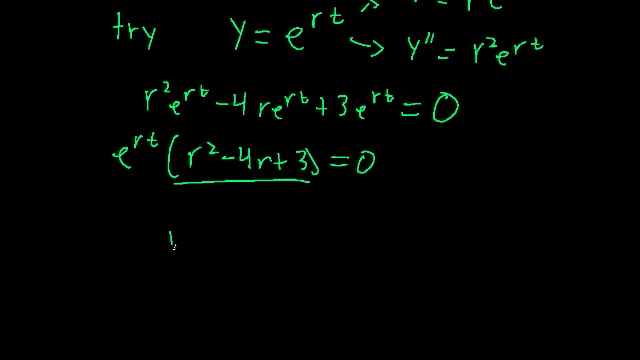 try y = e^{rt} → y'' = r²e^{rt}
r²e^{rt} - 4re^{rt} + 3e^{rt} = 0
e^{rt} (r² - 4r + 3) = 0